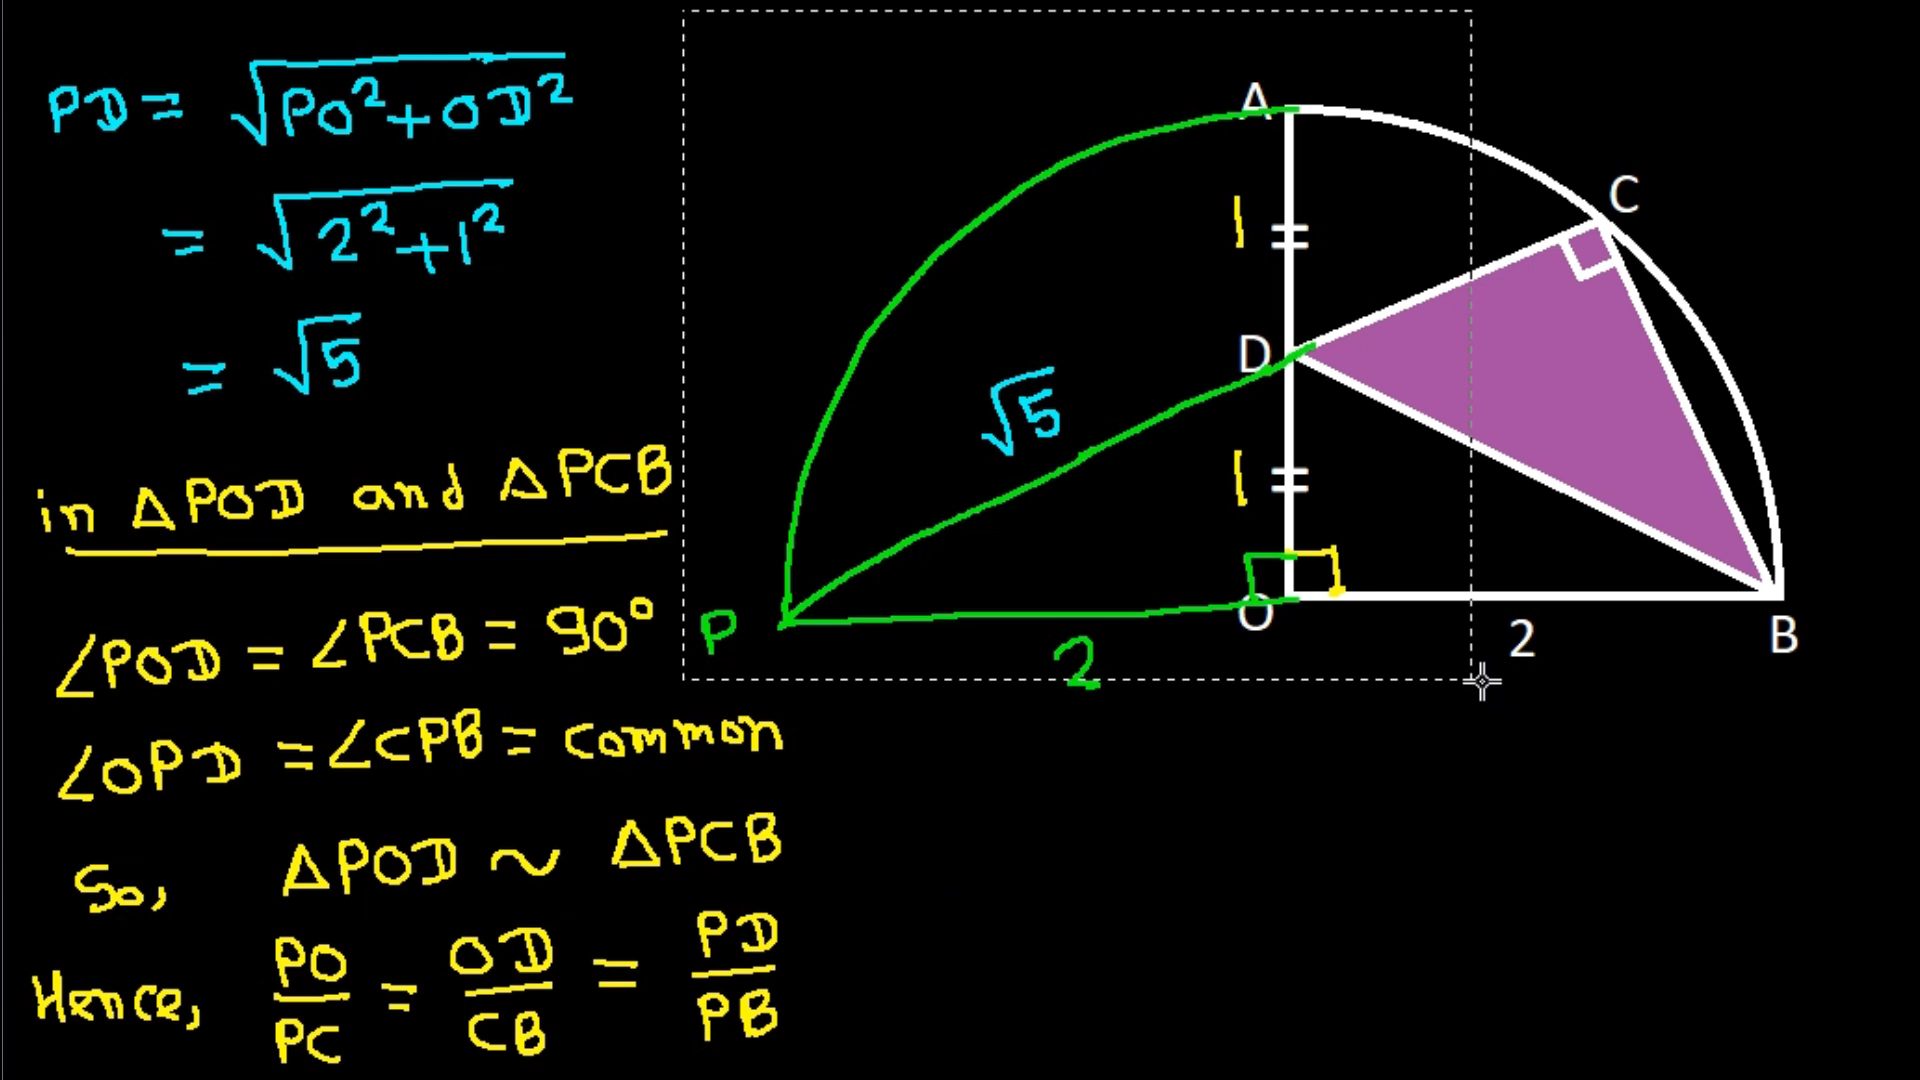 PD = √PO²+OD²
= √2²+1²
= √5
in ΔPOD and ΔPCB
∠POD = ∠PCB = 90°
∠OPD = ∠CPB = common
So, ΔPOD ~ ΔPCB
Hence, PO/PC = OD/CB = PD/PB
A
1
C
D
√5
1
P
2
O
2
B